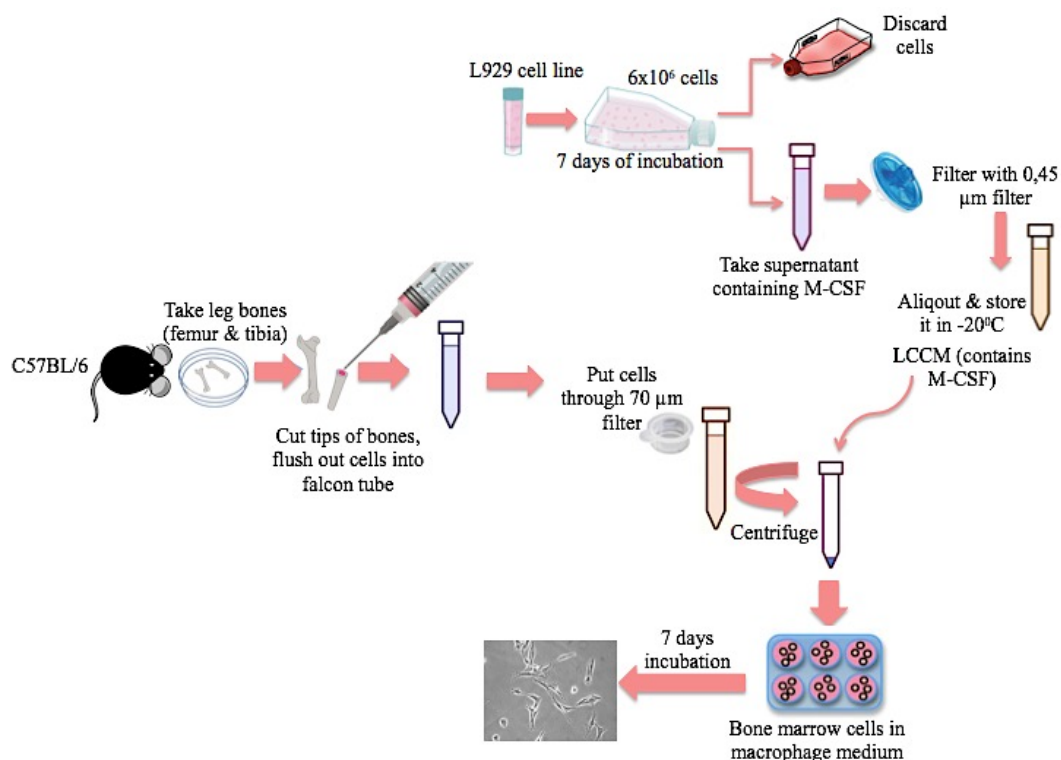 Discard
cells
L929 cell line
6x10⁶ cells
7 days of incubation
Filter with 0,45
µm filter
Take supernatant
containing M-CSF
Aliqout & store
it in -20⁰C
LCCM (contains
M-CSF)
C57BL/6
Take leg bones
(femur & tibia)
Cut tips of bones,
flush out cells into
falcon tube
Put cells
through 70 µm
filter
Centrifuge
7 days
incubation
Bone marrow cells in
macrophage medium